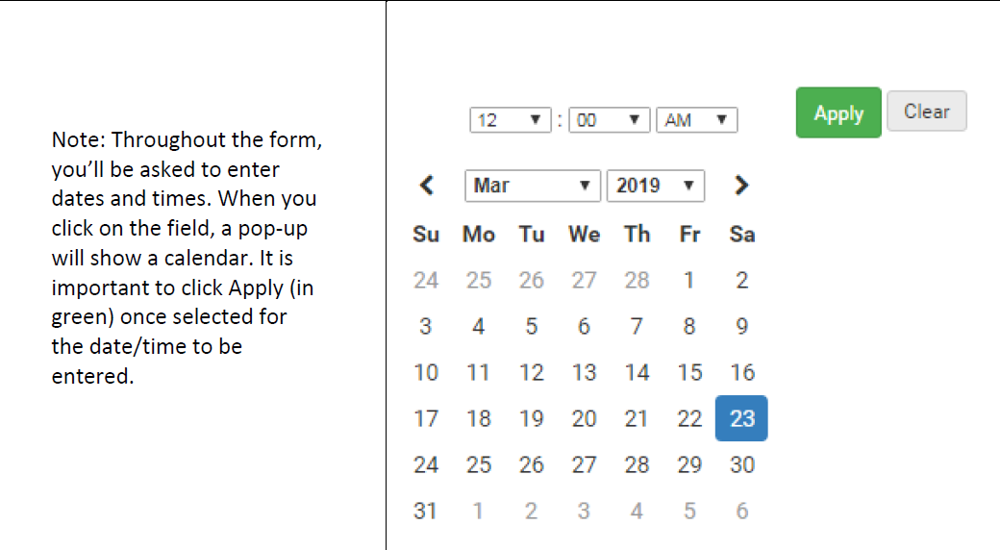 Note: Throughout the form,
you’ll be asked to enter
dates and times. When you
click on the field, a pop-up
will show a calendar. It is
important to click Apply (in
green) once selected for
the date/time to be
entered.
12 : 00 AM
Apply Clear
Mar 2019
Su Mo Tu We Th Fr Sa
24 25 26 27 28 1 2
3 4 5 6 7 8 9
10 11 12 13 14 15 16
17 18 19 20 21 22 23
24 25 26 27 28 29 30
31 1 2 3 4 5 6